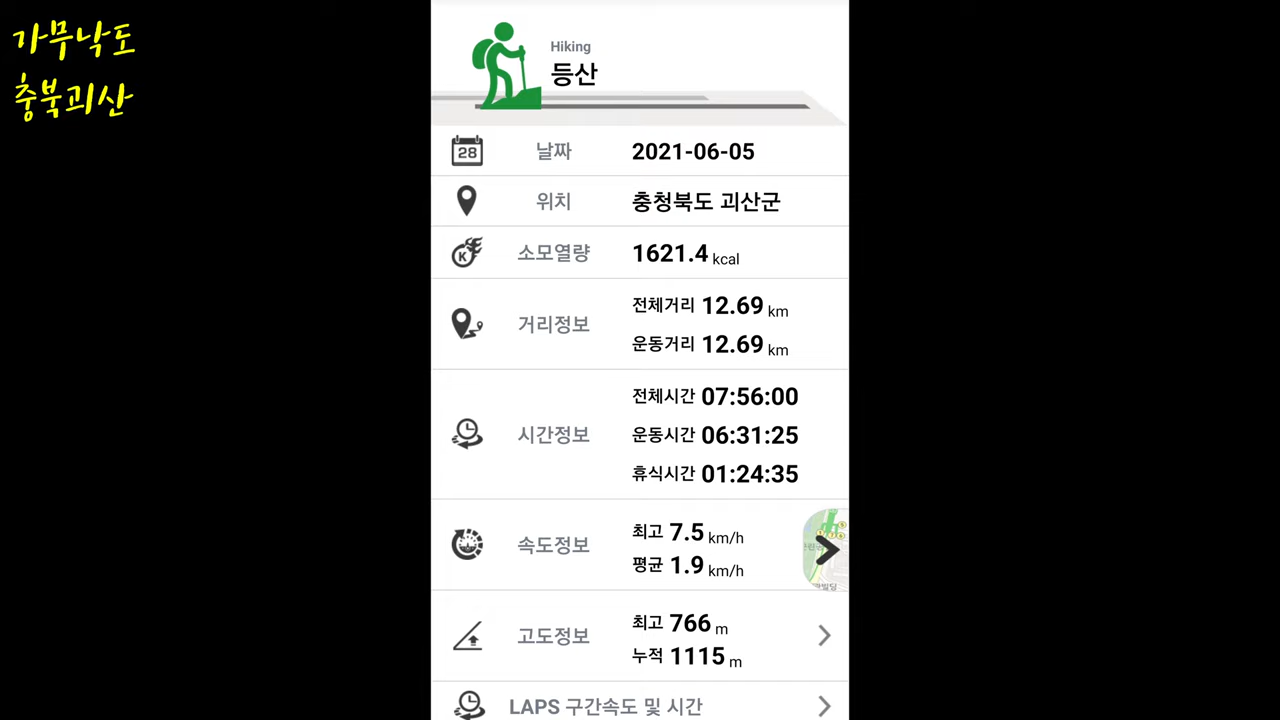 가무낙도
충북괴산
Hiking
등산
28 날짜 2021-06-05
위치 충청북도 괴산군
K 소모열량 1621.4 kcal
거리정보
전체거리 12.69 km
운동거리 12.69 km
시간정보
전체시간 07:56:00
운동시간 06:31:25
휴식시간 01:24:35
속도정보
최고 7.5 km/h
평균 1.9 km/h
고도정보
최고 766 m
누적 1115 m
LAPS 구간속도 및 시간